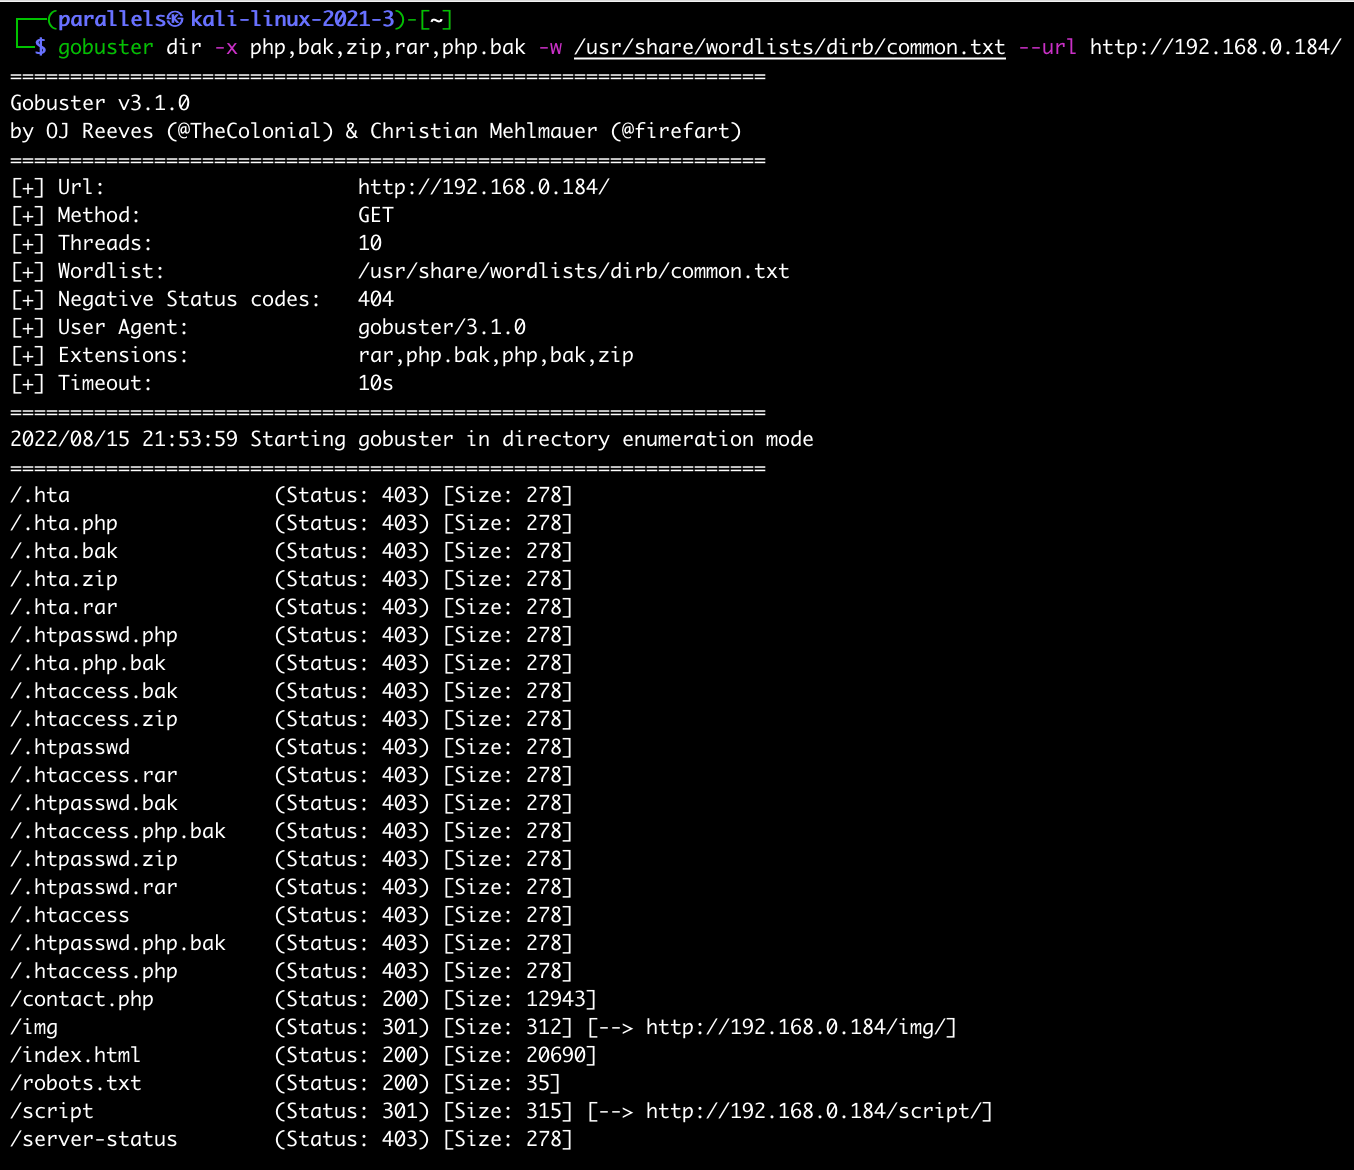 ┌──(parallels㉿kali-linux-2021-3)-[~]
└─$ gobuster dir -x php,bak,zip,rar,php.bak -w /usr/share/wordlists/dirb/common.txt --url http://192.168.0.184/
===============================================================
Gobuster v3.1.0
by OJ Reeves (@TheColonial) & Christian Mehlmauer (@firefart)
===============================================================
[+] Url:                     http://192.168.0.184/
[+] Method:                  GET
[+] Threads:                 10
[+] Wordlist:                /usr/share/wordlists/dirb/common.txt
[+] Negative Status codes:   404
[+] User Agent:              gobuster/3.1.0
[+] Extensions:              rar,php.bak,php,bak,zip
[+] Timeout:                 10s
===============================================================
2022/08/15 21:53:59 Starting gobuster in directory enumeration mode
===============================================================
/.hta                 (Status: 403) [Size: 278]
/.hta.php             (Status: 403) [Size: 278]
/.hta.bak             (Status: 403) [Size: 278]
/.hta.zip             (Status: 403) [Size: 278]
/.hta.rar             (Status: 403) [Size: 278]
/.htpasswd.php        (Status: 403) [Size: 278]
/.hta.php.bak         (Status: 403) [Size: 278]
/.htaccess.bak        (Status: 403) [Size: 278]
/.htaccess.zip        (Status: 403) [Size: 278]
/.htpasswd            (Status: 403) [Size: 278]
/.htaccess.rar        (Status: 403) [Size: 278]
/.htpasswd.bak        (Status: 403) [Size: 278]
/.htaccess.php.bak    (Status: 403) [Size: 278]
/.htpasswd.zip        (Status: 403) [Size: 278]
/.htpasswd.rar        (Status: 403) [Size: 278]
/.htaccess            (Status: 403) [Size: 278]
/.htpasswd.php.bak    (Status: 403) [Size: 278]
/.htaccess.php        (Status: 403) [Size: 278]
/contact.php          (Status: 200) [Size: 12943]
/img                  (Status: 301) [Size: 312] [--> http://192.168.0.184/img/]
/index.html           (Status: 200) [Size: 20690]
/robots.txt           (Status: 200) [Size: 35]
/script               (Status: 301) [Size: 315] [--> http://192.168.0.184/script/]
/server-status        (Status: 403) [Size: 278]